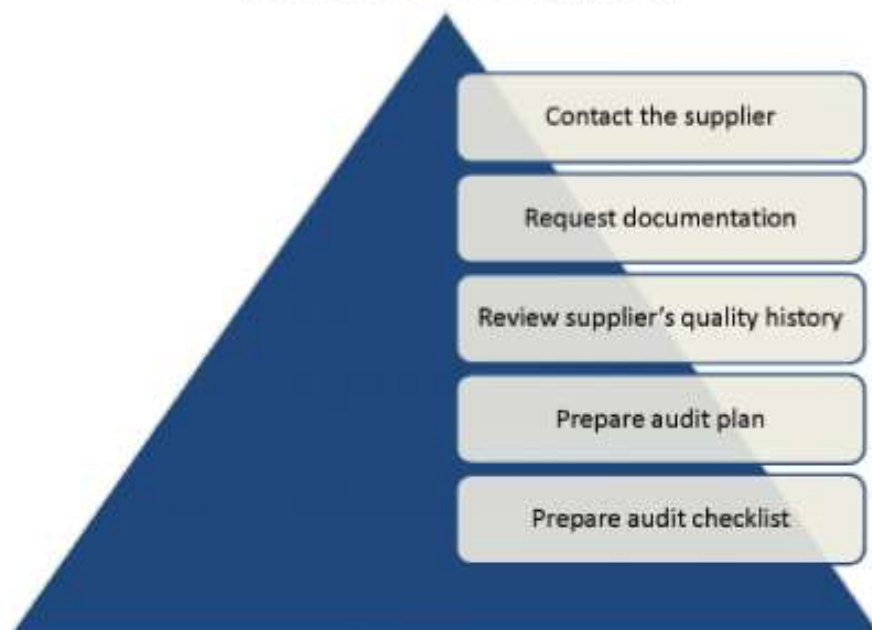 Contact the supplier
Request documentation
Review supplier’s quality history
Prepare audit plan
Prepare audit checklist